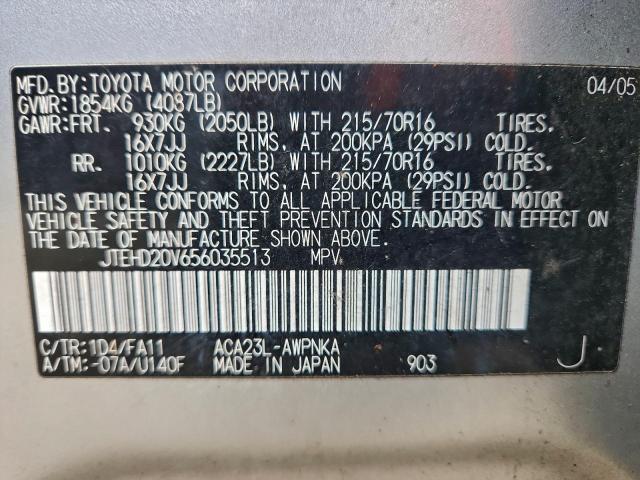 MFD. BY: TOYOTA MOTOR CORPORATION 04/05
GVWR: 1854KG (4087LB)
GAWR: FRT. 930KG (2050LB) WITH 215/70R16 TIRES.
16X7JJ RIMS, AT 200KPA (29PSI) COLD.
RR. 1010KG (2227LB) WITH 215/70R16 TIRES.
16X7JJ RIMS, AT 200KPA (29PSI) COLD.
THIS VEHICLE CONFORMS TO ALL APPLICABLE FEDERAL MOTOR
VEHICLE SAFETY AND THEFT PREVENTION STANDARDS IN EFFECT ON
THE DATE OF MANUFACTURE SHOWN ABOVE.
JTEHD20V656035513 MPV
C/TR: 1D4/FA11 ACA23L-AWPNKA
A/TM: -07A/U140F MADE IN JAPAN 903 J